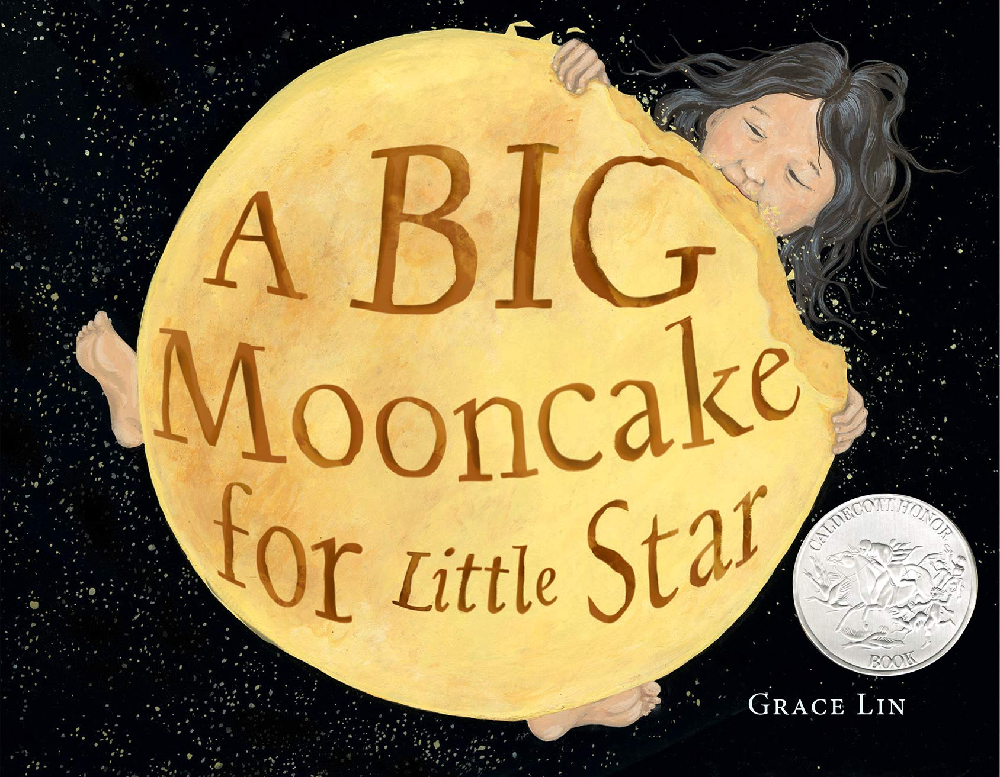 A BIG
Mooncake
for Little Star
CALDECOTT HONOR
BOOK
GRACE LIN